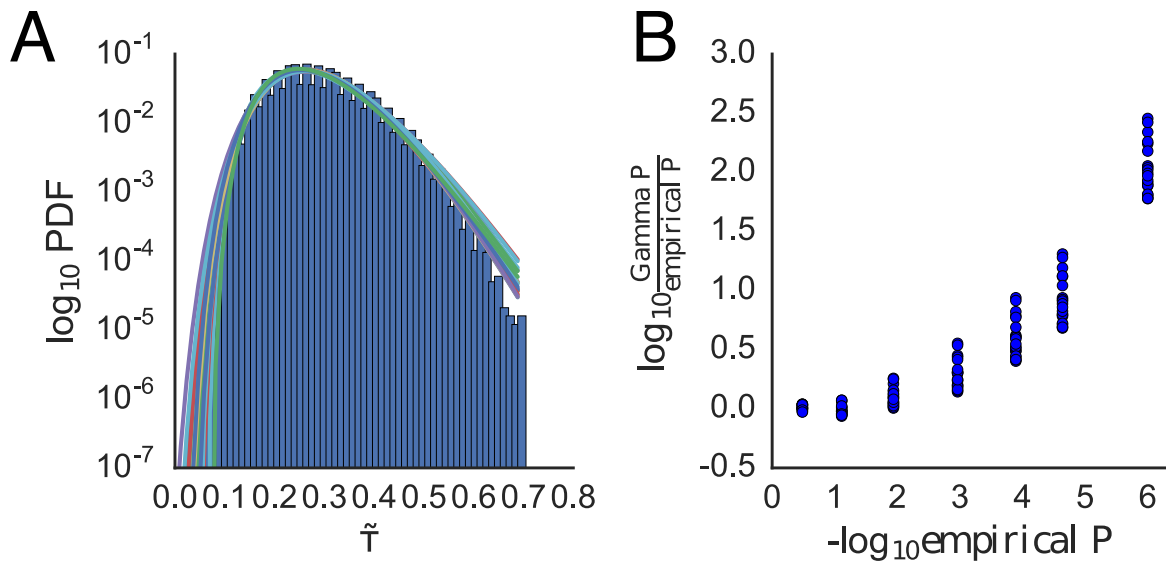 A
10⁻¹
10⁻²
10⁻³
10⁻⁴
10⁻⁵
10⁻⁶
10⁻⁷
log₁₀ PDF
0.0 0.1 0.2 0.3 0.4 0.5 0.6 0.7 0.8
τ̃
B
3.0
2.5
2.0
1.5
1.0
0.5
0.0
-0.5
log₁₀ Gamma P
empirical P
0 1 2 3 4 5 6
-log₁₀empirical P